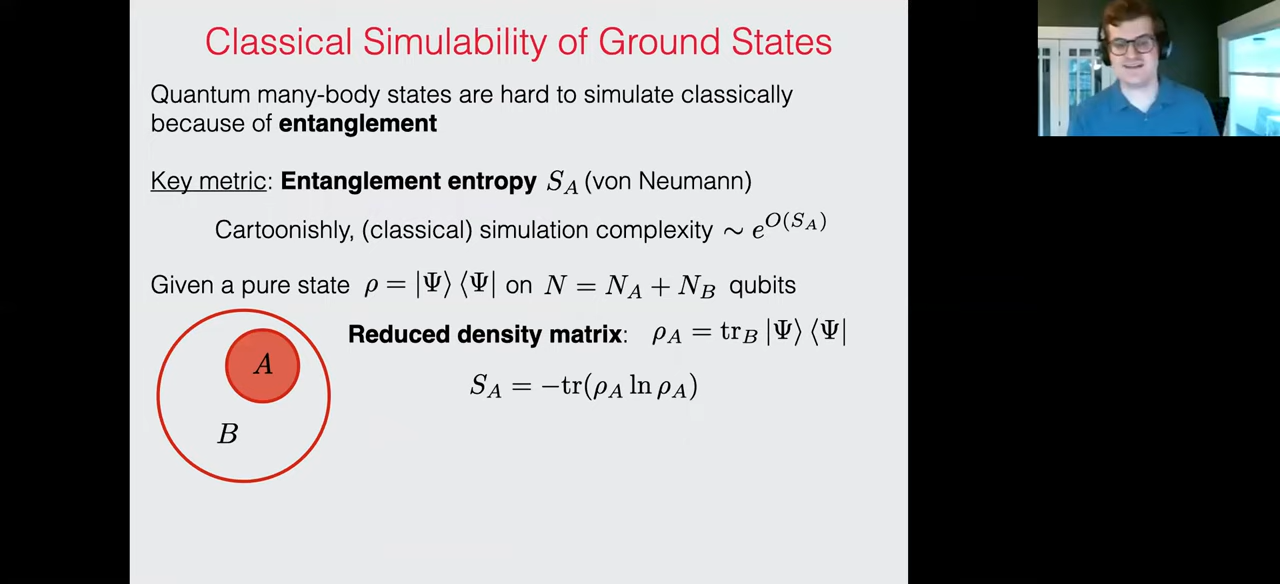 Classical Simulability of Ground States
Quantum many-body states are hard to simulate classically
because of entanglement
Key metric: Entanglement entropy S_A (von Neumann)
Cartoonishly, (classical) simulation complexity ∼ e^{O(S_A)}
Given a pure state ρ = |Ψ⟩⟨Ψ| on N = N_A + N_B qubits
Reduced density matrix: ρ_A = tr_B |Ψ⟩⟨Ψ|
A
S_A = −tr(ρ_A ln ρ_A)
B